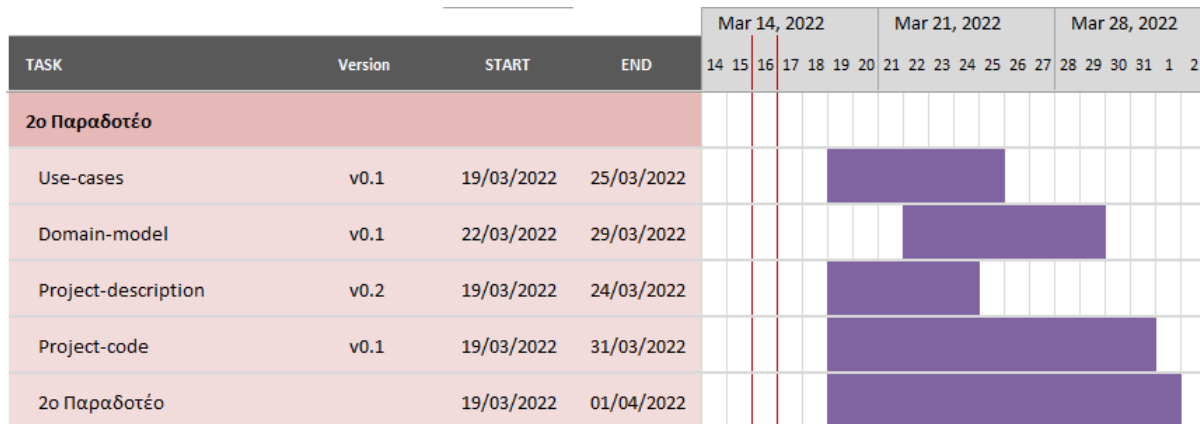 Mar 14, 2022 Mar 21, 2022 Mar 28, 2022
TASK Version START END 14 15 16 17 18 19 20 21 22 23 24 25 26 27 28 29 30 31 1 2
2ο Παραδοτέο
Use-cases v0.1 19/03/2022 25/03/2022
Domain-model v0.1 22/03/2022 29/03/2022
Project-description v0.2 19/03/2022 24/03/2022
Project-code v0.1 19/03/2022 31/03/2022
2ο Παραδοτέο 19/03/2022 01/04/2022